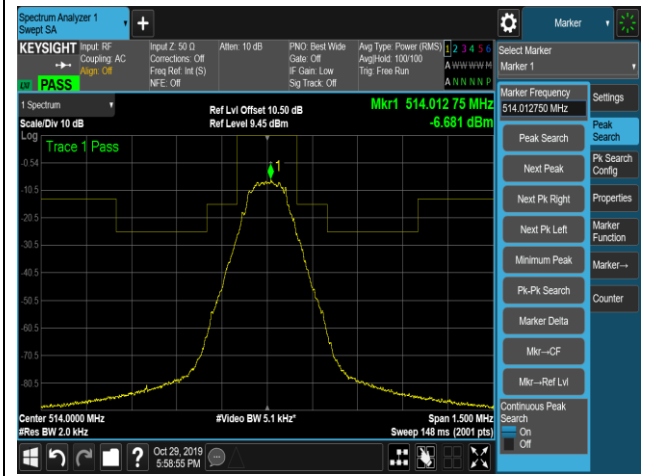 Spectrum Analyzer 1
Swept SA
+
Marker
KEYSIGHT
Input: RF
Coupling: AC
Align: Off
Input Z: 50 Ω
Corrections: Off
Freq Ref: Int (S)
NFE: Off
Atten: 10 dB
PNO: Best Wide
Gate: Off
IF Gain: Low
Sig Track: Off
Avg Type: Power (RMS)
Avg|Hold: 100/100
Trig: Free Run
1 2 3 4 5 6
A W W W W M
A N N N N P
PASS
Select Marker
Marker 1
1 Spectrum
Scale/Div 10 dB
Ref Lvl Offset 10.50 dB
Ref Level 9.45 dBm
Mkr1 514.012 75 MHz
-6.681 dBm
Log
Trace 1 Pass
1
-0.54
-10.5
-20.5
-30.5
-40.5
-50.5
-60.5
-70.5
-80.5
Center 514.0000 MHz
#Res BW 2.0 kHz
#Video BW 5.1 kHz*
Span 1.500 MHz
Sweep 148 ms (2001 pts)
Marker Frequency
514.012750 MHz
Peak Search
Next Peak
Next Pk Right
Next Pk Left
Minimum Peak
Pk-Pk Search
Marker Delta
Mkr→CF
Mkr→Ref Lvl
Continuous Peak
Search
On
Off
Settings
Peak
Search
Pk Search
Config
Properties
Marker
Function
Marker→
Counter
?
Oct 29, 2019
5:58:55 PM